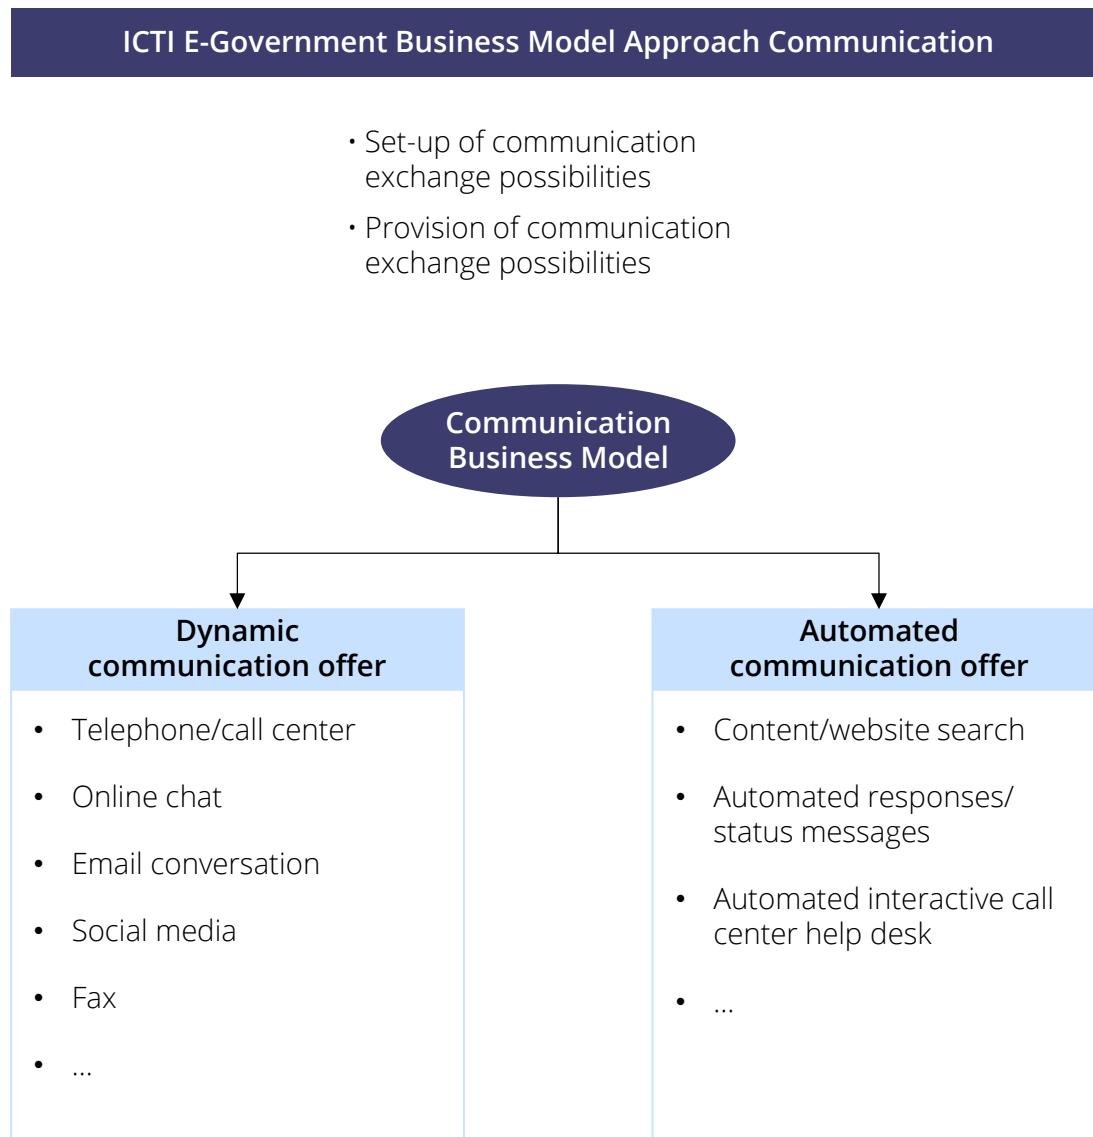 ICTI E-Government Business Model Approach Communication
• Set-up of communication
exchange possibilities
• Provision of communication
exchange possibilities
Communication
Business Model
Dynamic
communication offer
• Telephone/call center
• Online chat
• Email conversation
• Social media
• Fax
• ...
Automated
communication offer
• Content/website search
• Automated responses/
status messages
• Automated interactive call
center help desk
• ...